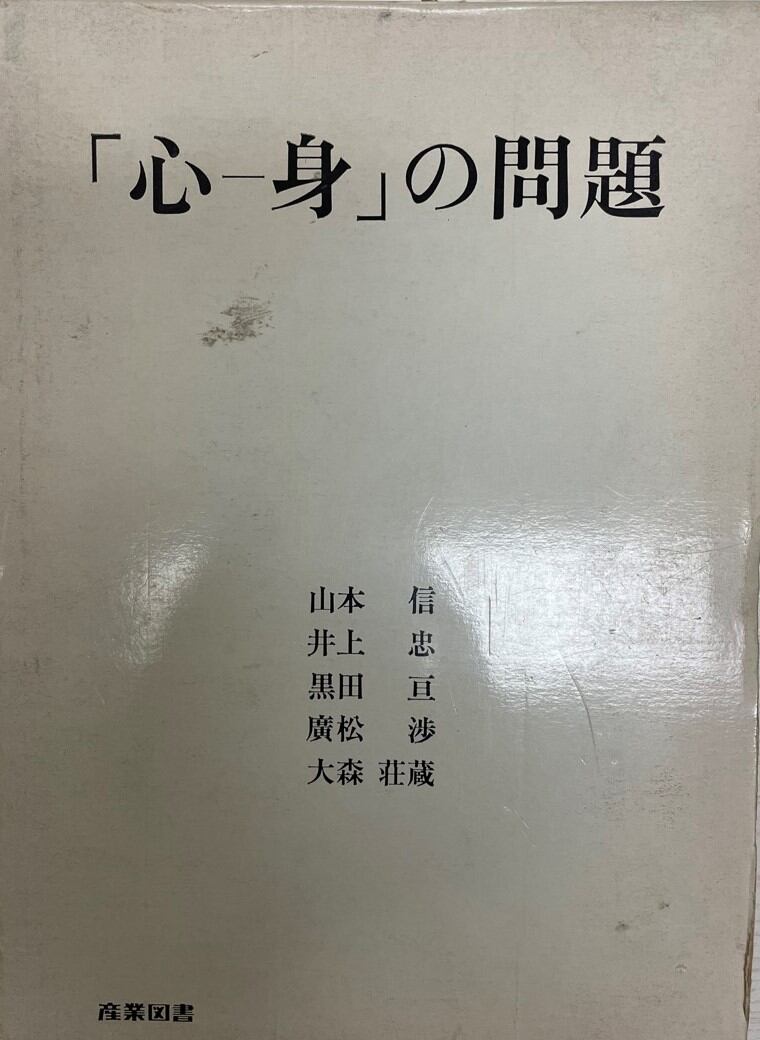 「心－身」の問題
山本　信
井上　忠
黒田　亘
廣松　渉
大森 荘蔵
産業図書